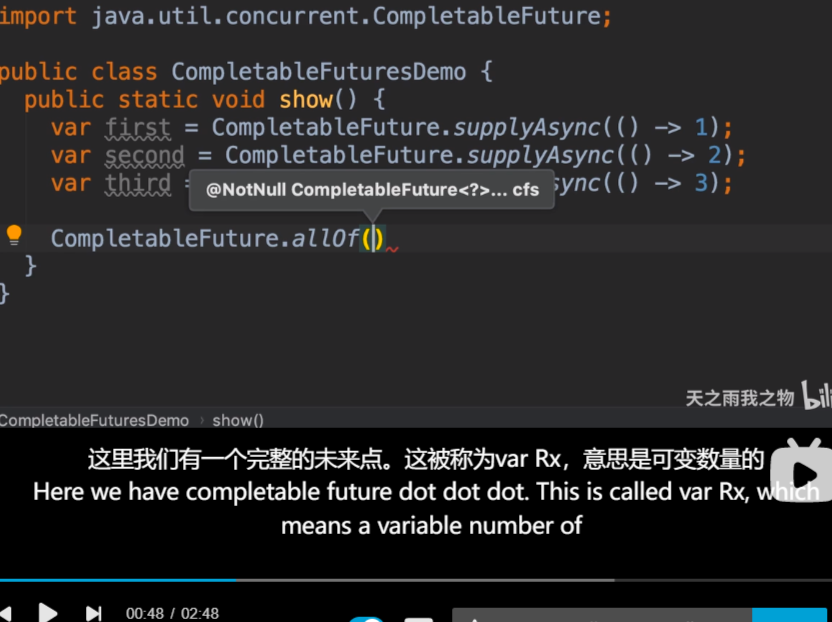 import java.util.concurrent.CompletableFuture;
public class CompletableFuturesDemo {
public static void show() {
var first = CompletableFuture.supplyAsync(() -> 1);
var second = CompletableFuture.supplyAsync(() -> 2);
var third = ync(() -> 3);
@NotNull CompletableFuture<?>... cfs
CompletableFuture.allOf()
}
}
天之雨我之物 bili
CompletableFuturesDemo › show()
这里我们有一个完整的未来点。这被称为var Rx，意思是可变数量的
Here we have completable future dot dot dot. This is called var Rx, which
means a variable number of
00:48 / 02:48